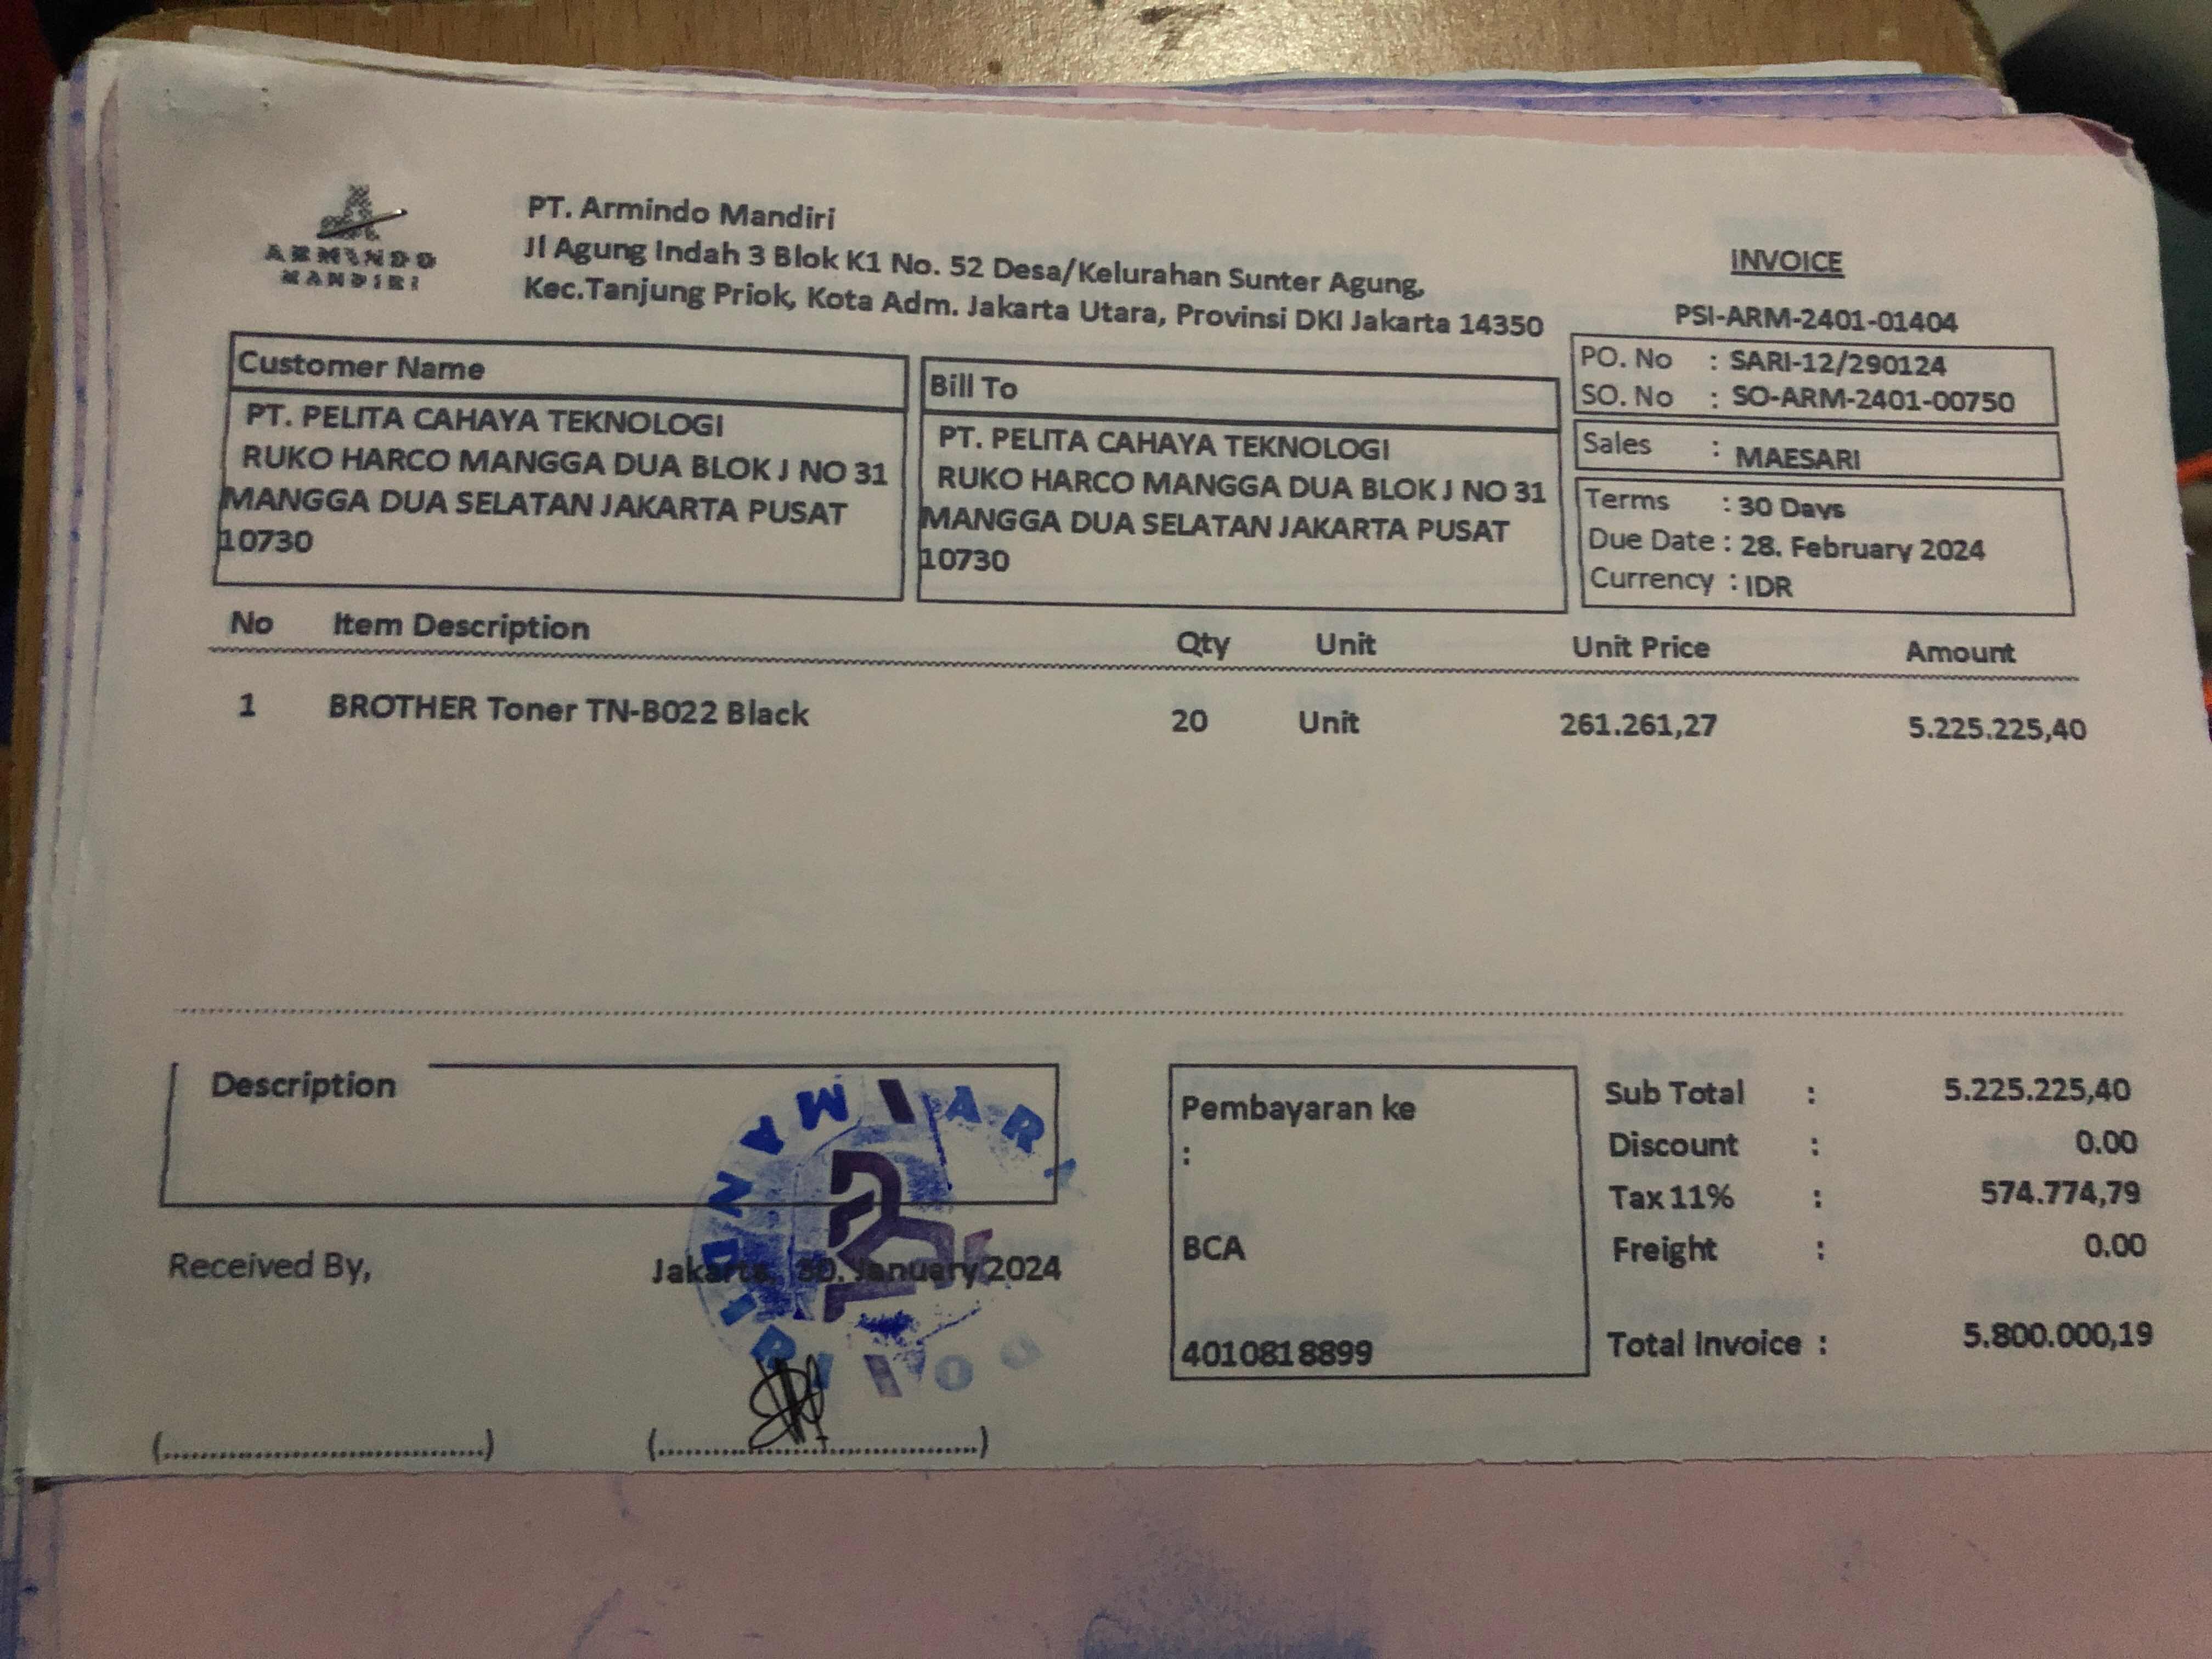 ARMINDO
MANDIRI
PT. Armindo Mandiri
Jl Agung Indah 3 Blok K1 No. 52 Desa/Kelurahan Sunter Agung,
Kec.Tanjung Priok, Kota Adm. Jakarta Utara, Provinsi DKI Jakarta 14350
INVOICE
PSI-ARM-2401-01404
PO. No : SARI-12/290124
SO. No : SO-ARM-2401-00750
Sales : MAESARI
Terms : 30 Days
Due Date : 28. February 2024
Currency : IDR
Customer Name
PT. PELITA CAHAYA TEKNOLOGI
RUKO HARCO MANGGA DUA BLOK J NO 31
MANGGA DUA SELATAN JAKARTA PUSAT
10730
Bill To
PT. PELITA CAHAYA TEKNOLOGI
RUKO HARCO MANGGA DUA BLOK J NO 31
MANGGA DUA SELATAN JAKARTA PUSAT
10730
No Item Description Qty Unit Unit Price Amount
1 BROTHER Toner TN-B022 Black 20 Unit 261.261,27 5.225.225,40
Description
Received By,
Jakarta, 30. January 2024
MANDIRI
(..............................) (..............................)
Pembayaran ke
:
BCA
4010818899
Sub Total : 5.225.225,40
Discount : 0.00
Tax 11% : 574.774,79
Freight : 0.00
Total Invoice : 5.800.000,19